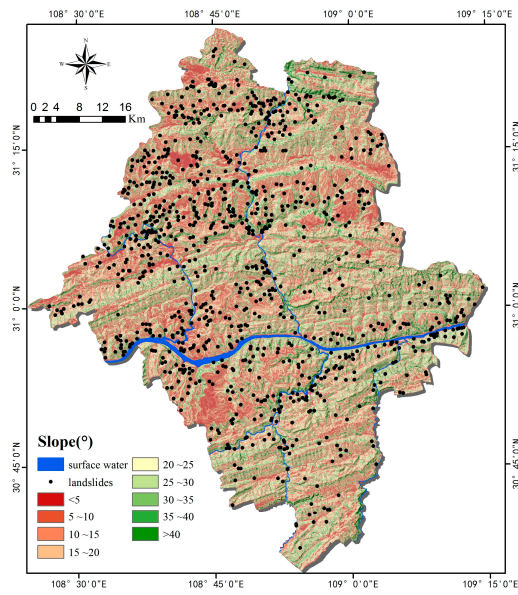 108° 30'0"E 108° 45'0"E 109° 0'0"E 109° 15'0"E
N
W E
S
0 2 4 8 12 16
Km
31° 15'0"N 31° 15'0"N
31° 0'0"N 31° 0'0"N
30° 45'0"N 30° 45'0"N
Slope(°)
surface water
landslides
<5
5 ~10
10 ~15
15 ~20
20 ~25
25 ~30
30 ~35
35 ~40
>40
108° 30'0"E 108° 45'0"E 109° 0'0"E 109° 15'0"E